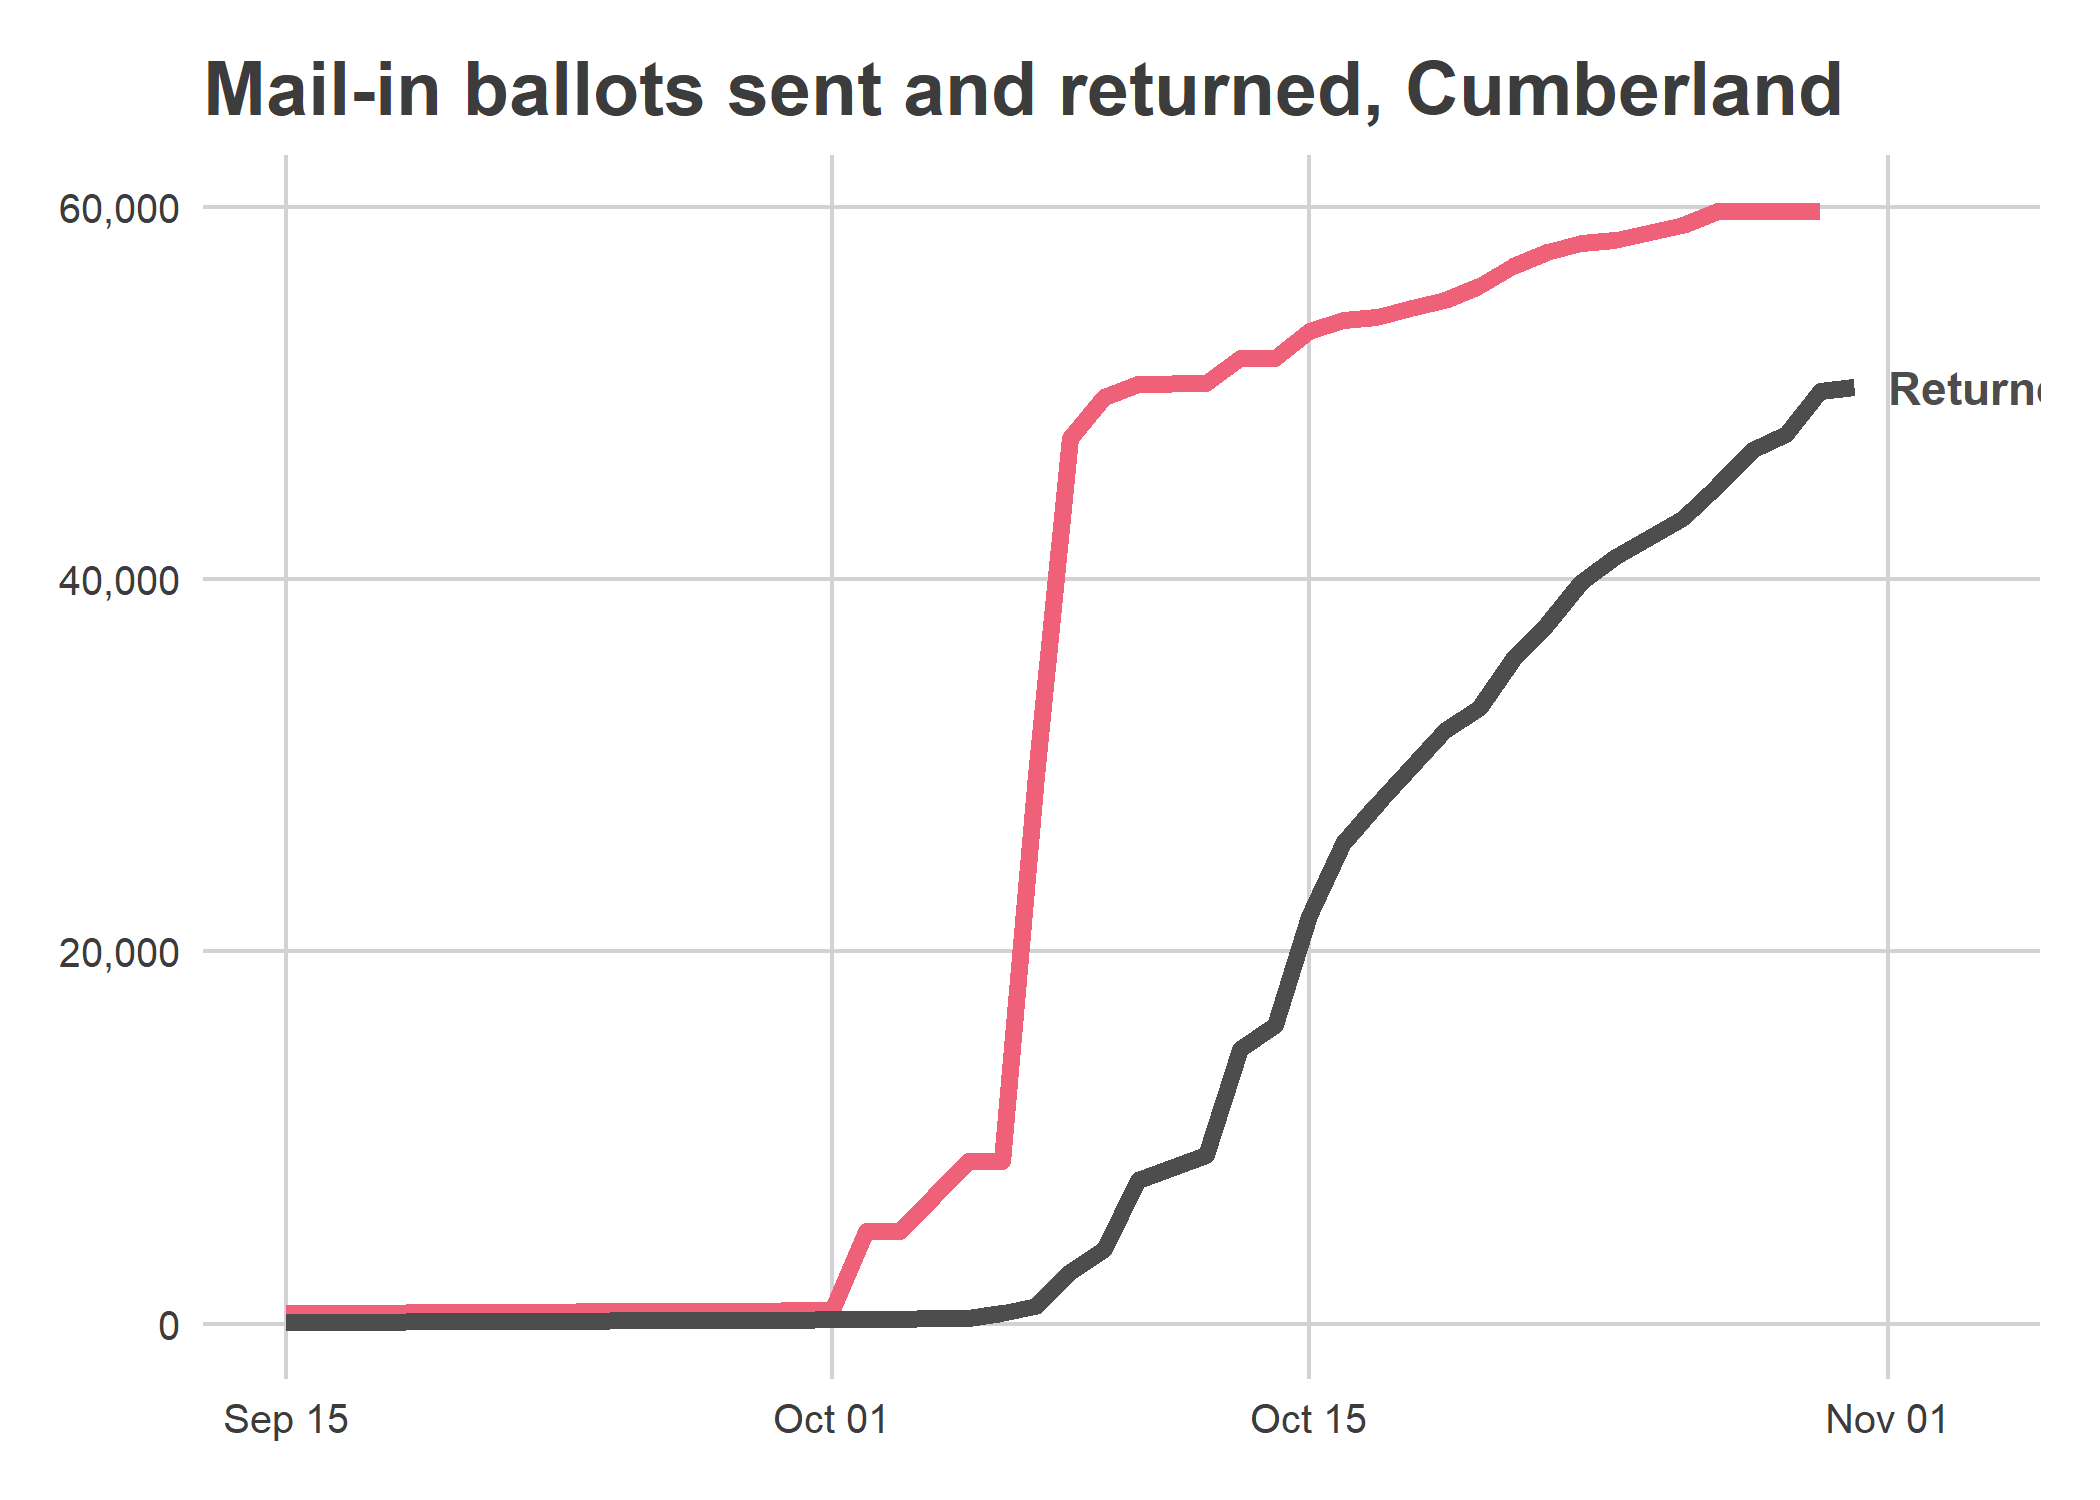 Mail-in ballots sent and returned, Cumberland
60,000
40,000
20,000
0
Returne
Sep 15
Oct 01
Oct 15
Nov 01